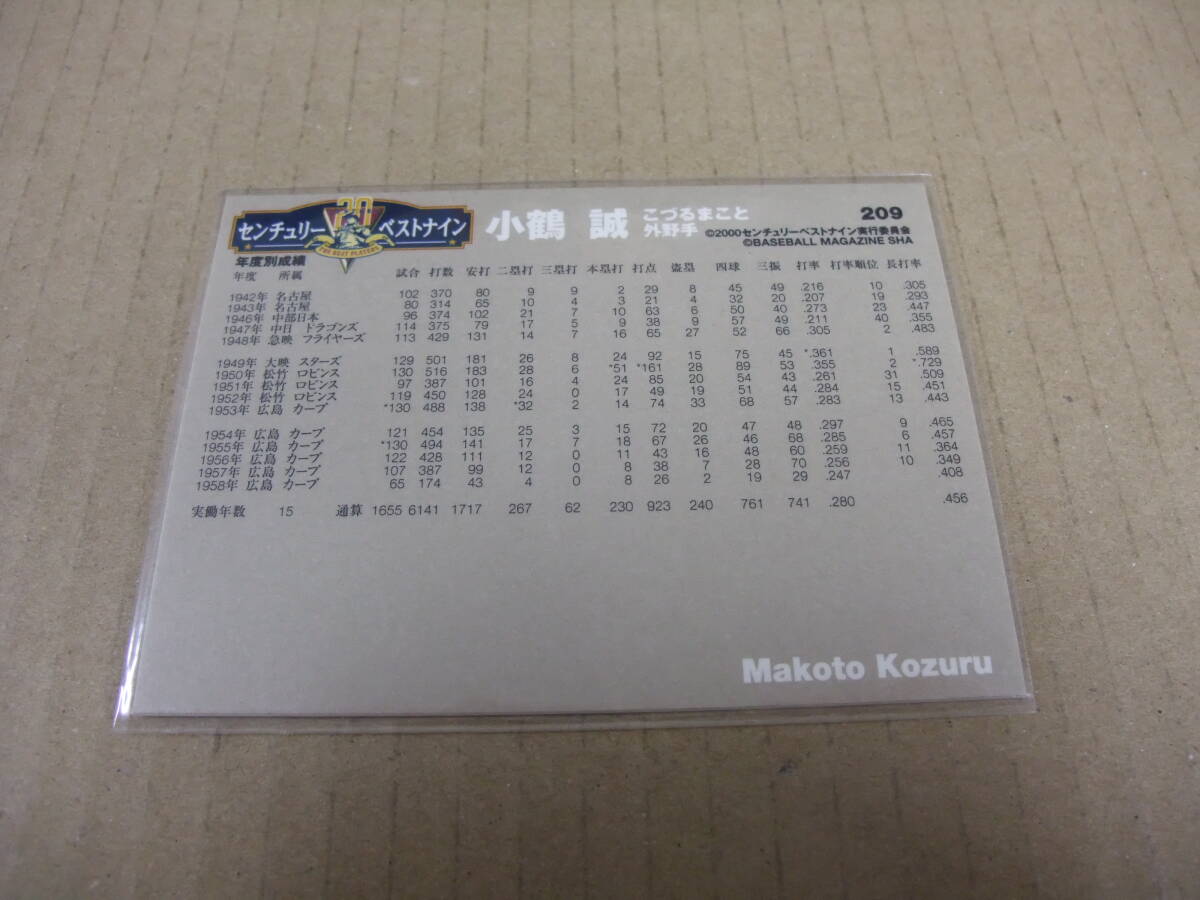 センチュリー 20 ベストナイン
THE BEST PLAYERS
小鶴 誠 こづるまこと 外野手
209
©2000センチュリーベストナイン実行委員会
©BASEBALL MAGAZINE SHA
年度別成績
年度 所属 試合 打数 安打 二塁打 三塁打 本塁打 打点 盗塁 四球 三振 打率 打率順位 長打率
1942年 名古屋 102 370 80 9 9 2 29 8 45 49 .216 10 .305
1943年 名古屋 80 314 65 10 4 3 21 4 32 20 .207 19 .293
1946年 中部日本 96 374 102 21 7 10 63 6 50 40 .273 23 .447
1947年 中日 ドラゴンズ 114 375 79 17 5 9 38 9 57 49 .211 40 .355
1948年 急映 フライヤーズ 113 429 131 14 7 16 65 27 52 66 .305 2 .483
1949年 大映 スターズ 129 501 181 26 8 24 92 15 75 45 *.361 1 .589
1950年 松竹 ロビンス 130 516 183 28 6 *51 *161 28 89 53 .355 2 *.729
1951年 松竹 ロビンス 97 387 101 16 4 24 85 20 54 43 .261 31 .509
1952年 松竹 ロビンス 119 450 128 24 0 17 49 19 51 44 .284 15 .451
1953年 広島 カープ *130 488 138 *32 2 14 74 33 68 57 .283 13 .443
1954年 広島 カープ 121 454 135 25 3 15 72 20 47 48 .297 9 .465
1955年 広島 カープ *130 494 141 17 7 18 67 26 46 68 .285 6 .457
1956年 広島 カープ 122 428 111 12 0 11 43 16 48 60 .259 11 .364
1957年 広島 カープ 107 387 99 12 0 8 38 7 28 70 .256 10 .349
1958年 広島 カープ 65 174 43 4 0 8 26 2 19 29 .247 .408
実働年数 15 通算 1655 6141 1717 267 62 230 923 240 761 741 .280 .456
Makoto Kozuru